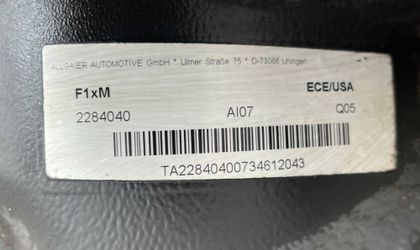 ALLGAIER AUTOMOTIVE GmbH * Ulmer Straße 75 * D-73066 Uhingen
F1xM ECE/USA
2284040 AI07 Q05
TA22840400734612043